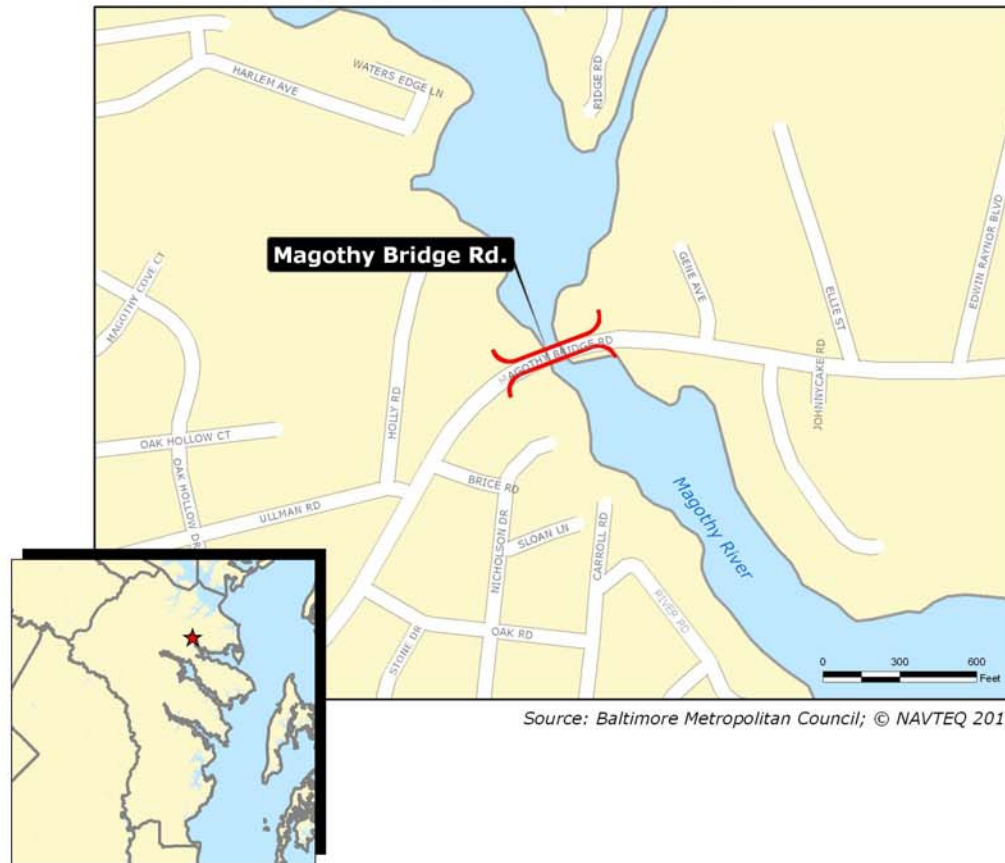 WATERS EDGE LN
HARLEM AVE
RIDGE RD
Magothy Bridge Rd.
MAGOTHY COVE CT
GENE AVE
ELLIE ST
EDWIN RAYNOR BLVD
MAGOTHY BRIDGE RD
JOHNNYCAKE RD
HOLLY RD
OAK HOLLOW CT
OAK HOLLOW DR
BRICE RD
ULLMAN RD
NICHOLSON DR
SLOAN LN
CARROLL RD
Magothy River
RIVER RD
STONE DR
OAK RD
0 300 600
Feet
Source: Baltimore Metropolitan Council; © NAVTEQ 201